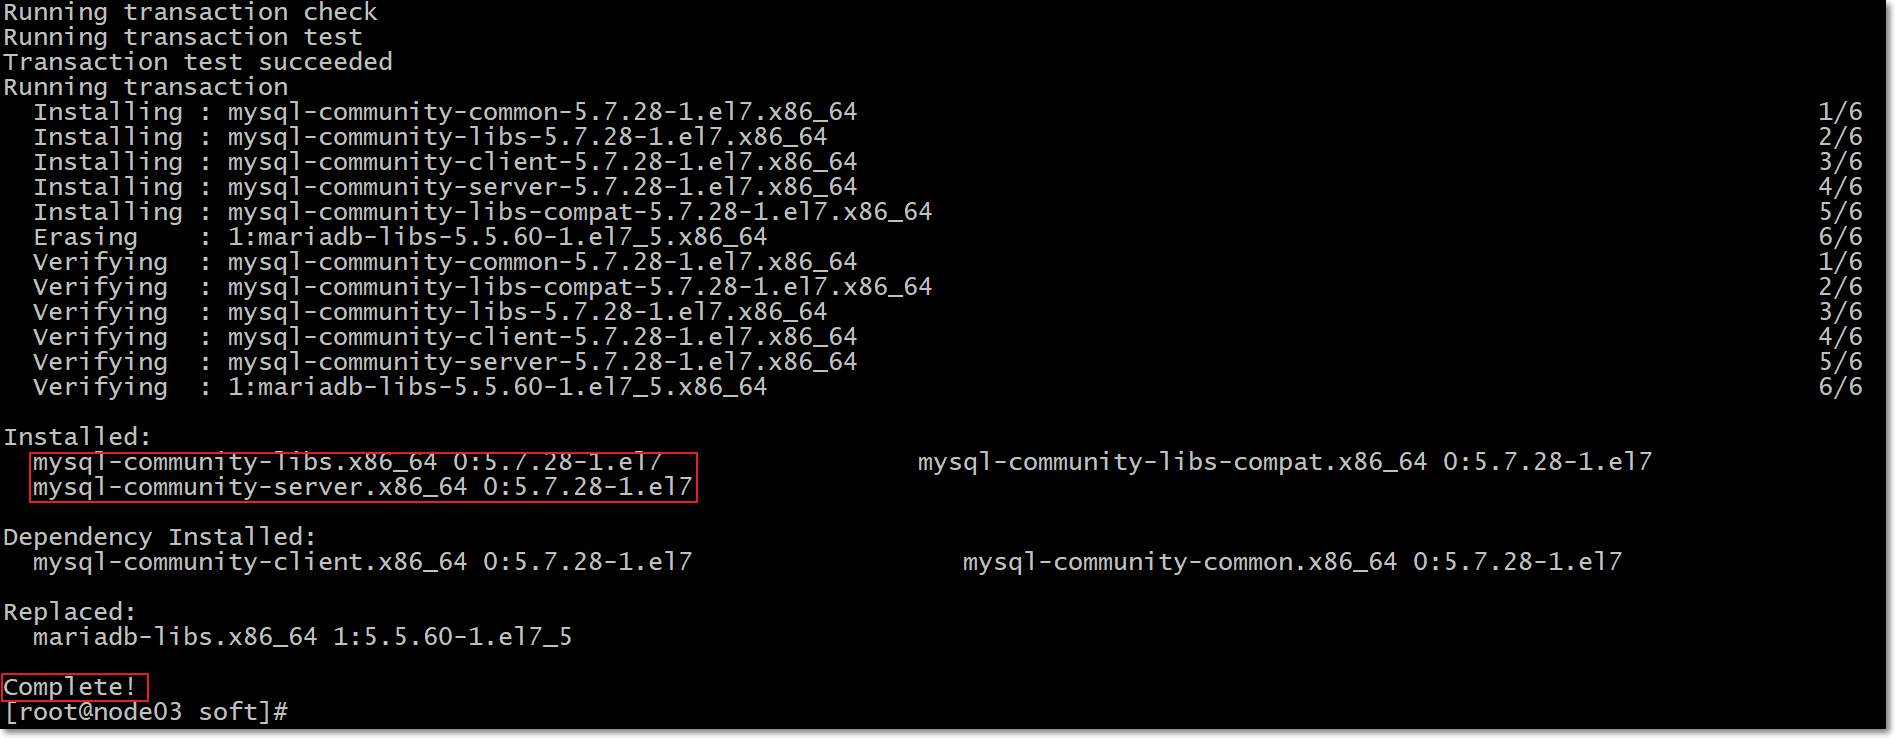 Running transaction check
Running transaction test
Transaction test succeeded
Running transaction
  Installing : mysql-community-common-5.7.28-1.el7.x86_64 1/6
  Installing : mysql-community-libs-5.7.28-1.el7.x86_64 2/6
  Installing : mysql-community-client-5.7.28-1.el7.x86_64 3/6
  Installing : mysql-community-server-5.7.28-1.el7.x86_64 4/6
  Installing : mysql-community-libs-compat-5.7.28-1.el7.x86_64 5/6
  Erasing    : 1:mariadb-libs-5.5.60-1.el7_5.x86_64 6/6
  Verifying  : mysql-community-common-5.7.28-1.el7.x86_64 1/6
  Verifying  : mysql-community-libs-compat-5.7.28-1.el7.x86_64 2/6
  Verifying  : mysql-community-libs-5.7.28-1.el7.x86_64 3/6
  Verifying  : mysql-community-client-5.7.28-1.el7.x86_64 4/6
  Verifying  : mysql-community-server-5.7.28-1.el7.x86_64 5/6
  Verifying  : 1:mariadb-libs-5.5.60-1.el7_5.x86_64 6/6
Installed:
  mysql-community-libs.x86_64 0:5.7.28-1.el7 mysql-community-libs-compat.x86_64 0:5.7.28-1.el7
  mysql-community-server.x86_64 0:5.7.28-1.el7
Dependency Installed:
  mysql-community-client.x86_64 0:5.7.28-1.el7 mysql-community-common.x86_64 0:5.7.28-1.el7
Replaced:
  mariadb-libs.x86_64 1:5.5.60-1.el7_5
Complete!
[root@node03 soft]#